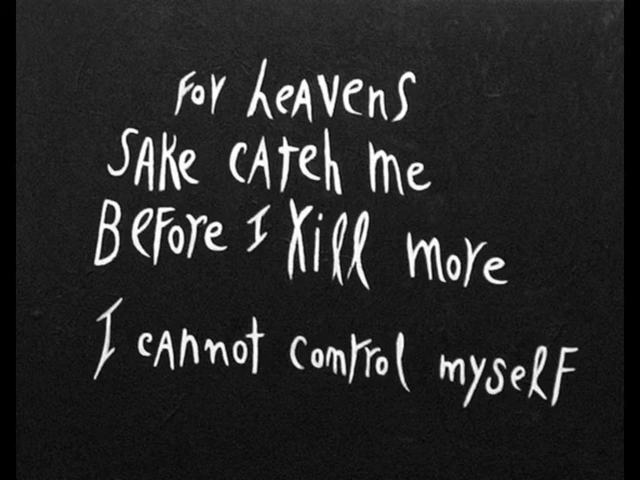 For heavens
SAKe cATch me
BeFore I Kill more
I cAnnot control myselF